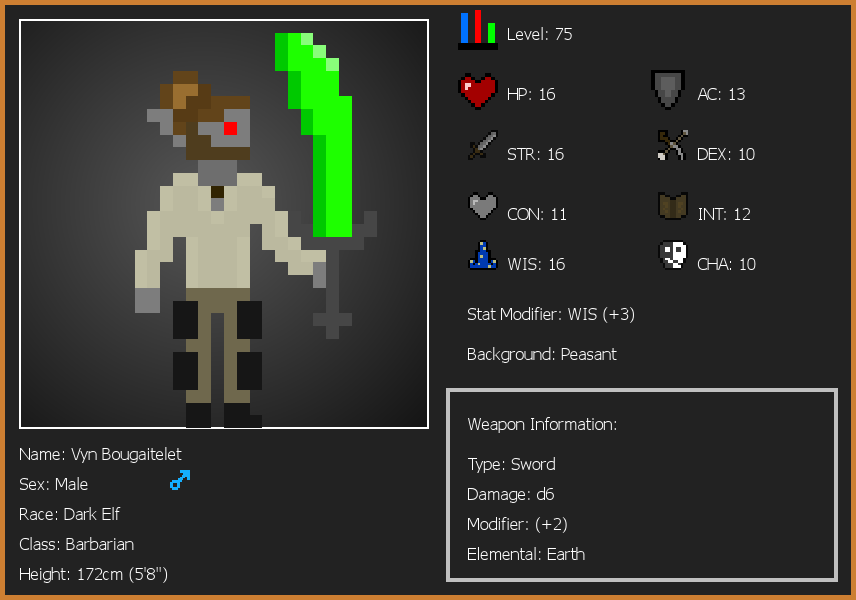 Level: 75
HP: 16
AC: 13
STR: 16
DEX: 10
CON: 11
INT: 12
WIS: 16
CHA: 10
Stat Modifier: WIS (+3)
Background: Peasant
Weapon Information:
Type: Sword
Damage: d6
Modifier: (+2)
Elemental: Earth
Name: Vyn Bougaitelet
Sex: Male
Race: Dark Elf
Class: Barbarian
Height: 172cm (5'8")